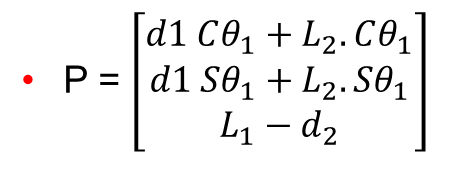 d1 Cθ₁ + L₂. Cθ₁
• P = d1 Sθ₁ + L₂. Sθ₁
L₁ − d₂